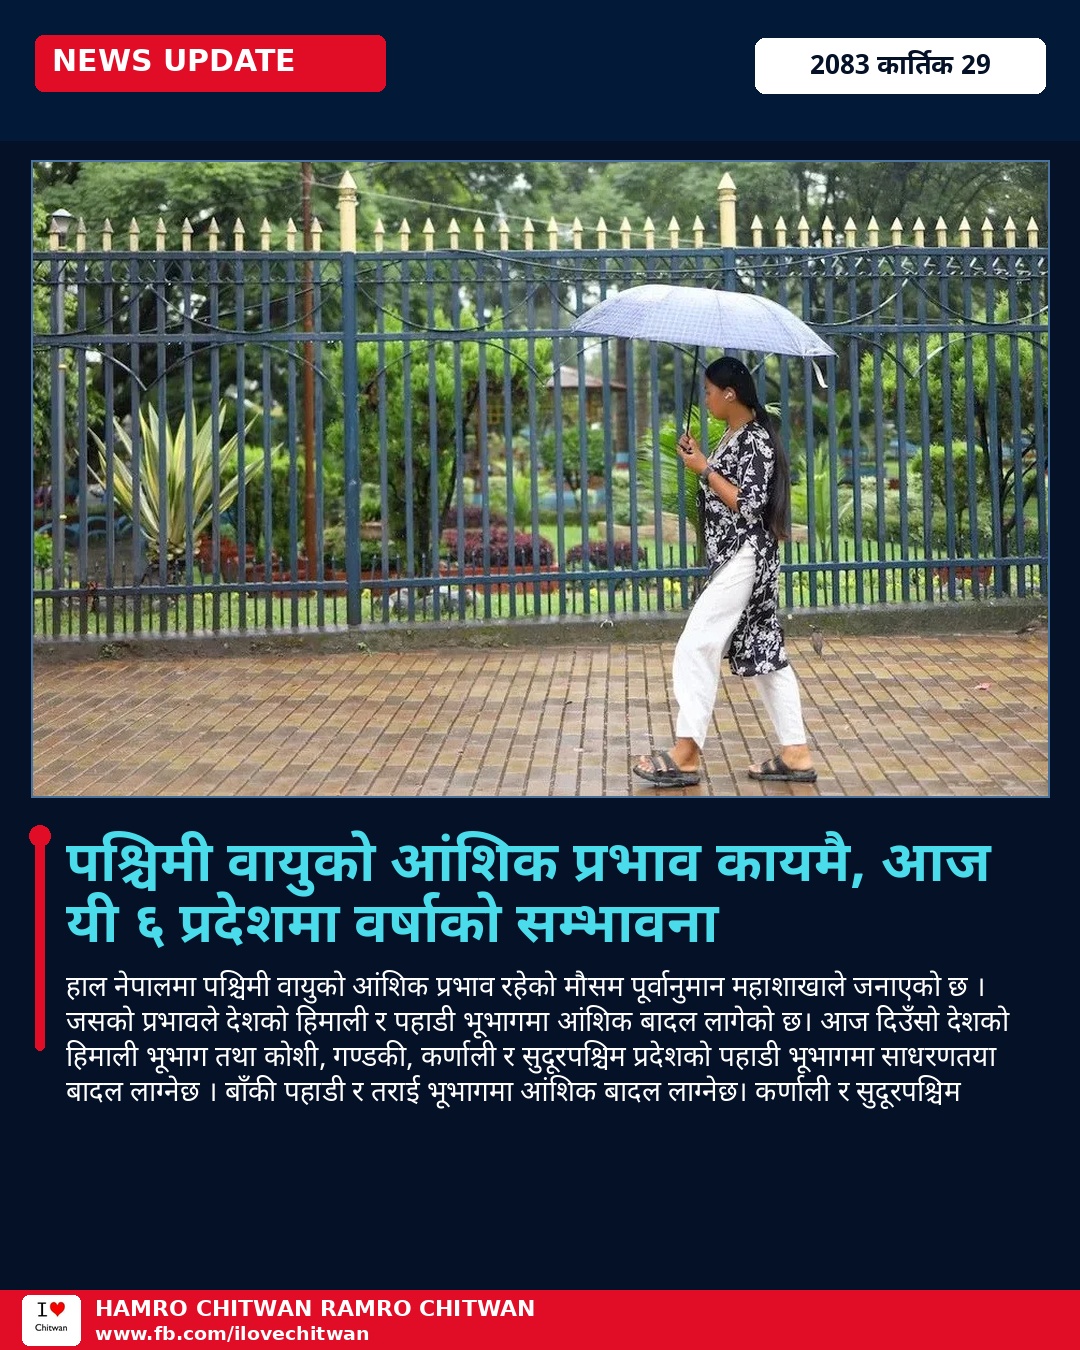 NEWS UPDATE
2083 कार्तिक 29
पश्चिमी वायुको आंशिक प्रभाव कायमै, आज
यी ६ प्रदेशमा वर्षाको सम्भावना
हाल नेपालमा पश्चिमी वायुको आंशिक प्रभाव रहेको मौसम पूर्वानुमान महाशाखाले जनाएको छ ।
जसको प्रभावले देशको हिमाली र पहाडी भूभागमा आंशिक बादल लागेको छ। आज दिउँसो देशको
हिमाली भूभाग तथा कोशी, गण्डकी, कर्णाली र सुदूरपश्चिम प्रदेशको पहाडी भूभागमा साधरणतया
बादल लाग्नेछ । बाँकी पहाडी र तराई भूभागमा आंशिक बादल लाग्नेछ। कर्णाली र सुदूरपश्चिम
I ❤
Chitwan
HAMRO CHITWAN RAMRO CHITWAN
www.fb.com/ilovechitwan